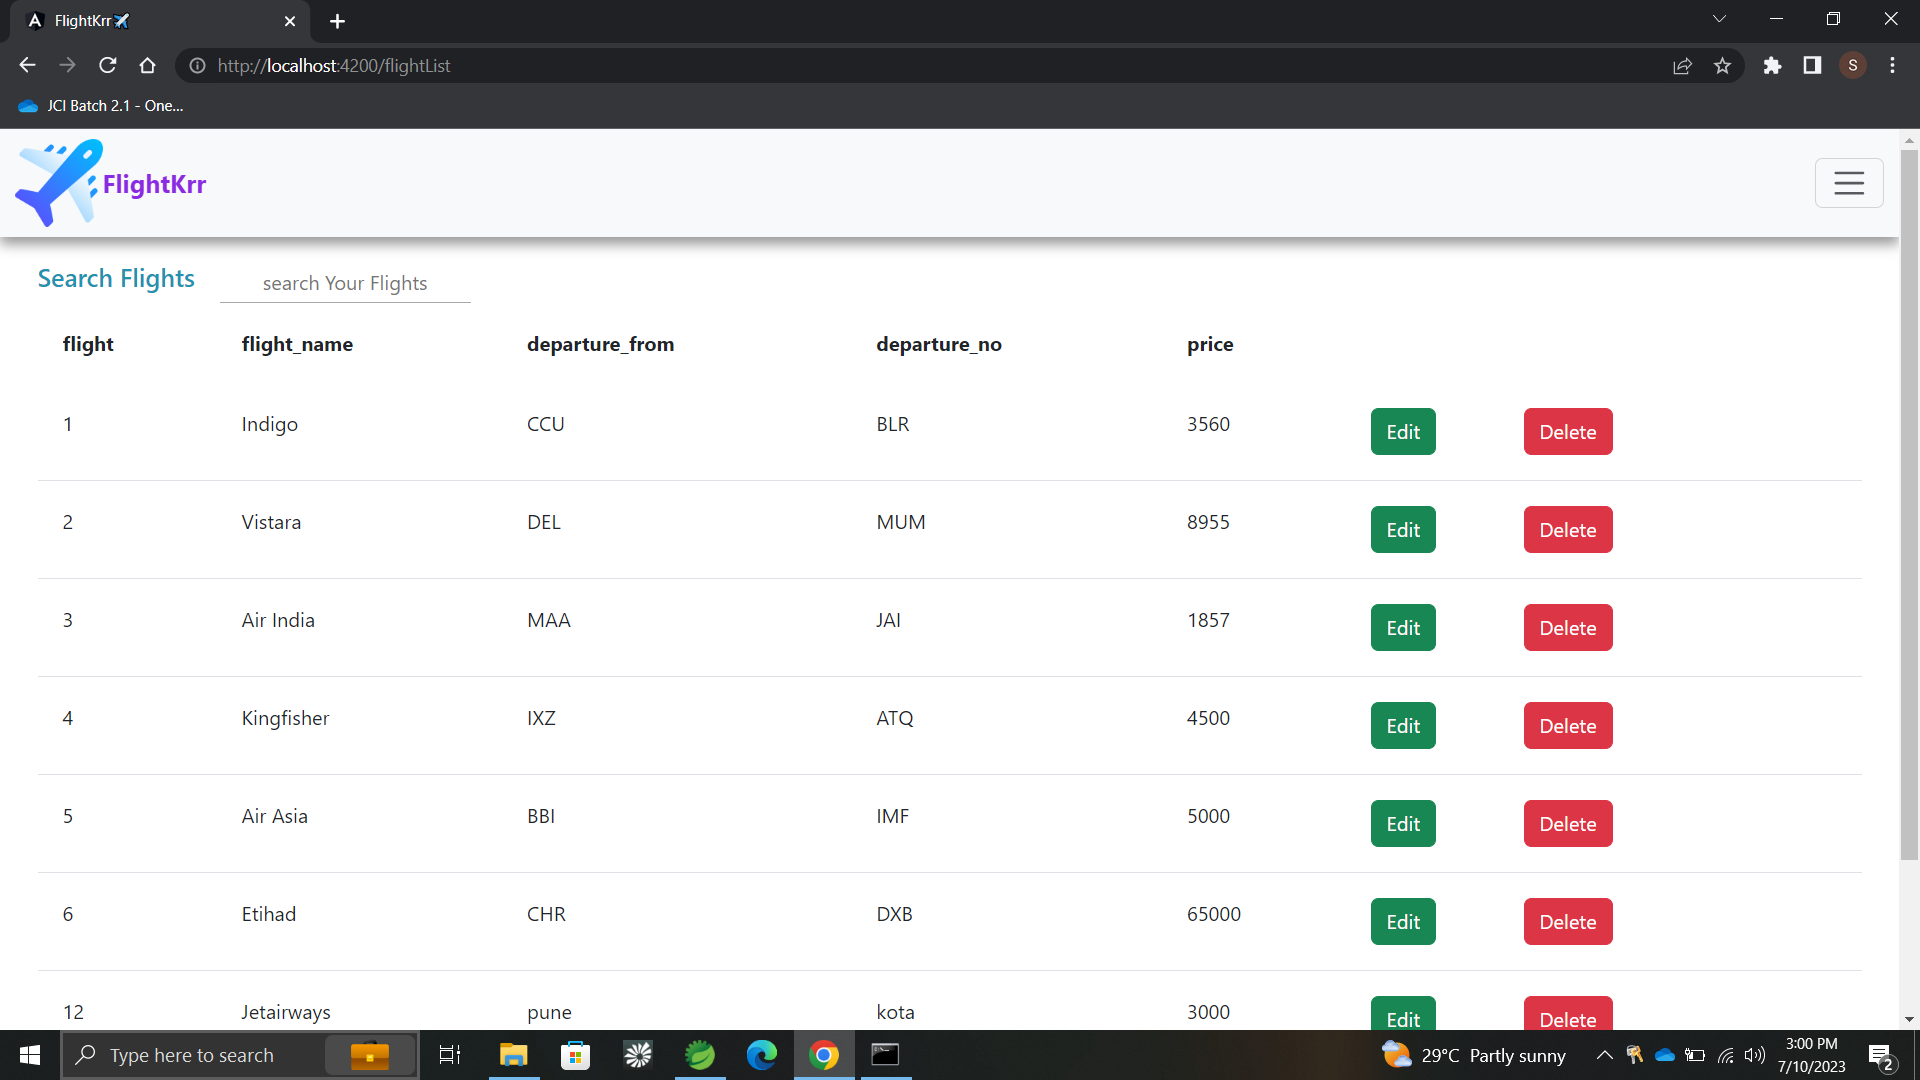 FlightKrr✈️
http://localhost:4200/flightList
S
JCI Batch 2.1 - One...
FlightKrr
Search Flights search Your Flights
flight flight_name departure_from departure_no price
1 Indigo CCU BLR 3560 Edit Delete
2 Vistara DEL MUM 8955 Edit Delete
3 Air India MAA JAI 1857 Edit Delete
4 Kingfisher IXZ ATQ 4500 Edit Delete
5 Air Asia BBI IMF 5000 Edit Delete
6 Etihad CHR DXB 65000 Edit Delete
12 Jetairways pune kota 3000 Edit Delete
Type here to search
29°C Partly sunny
3:00 PM
7/10/2023
2